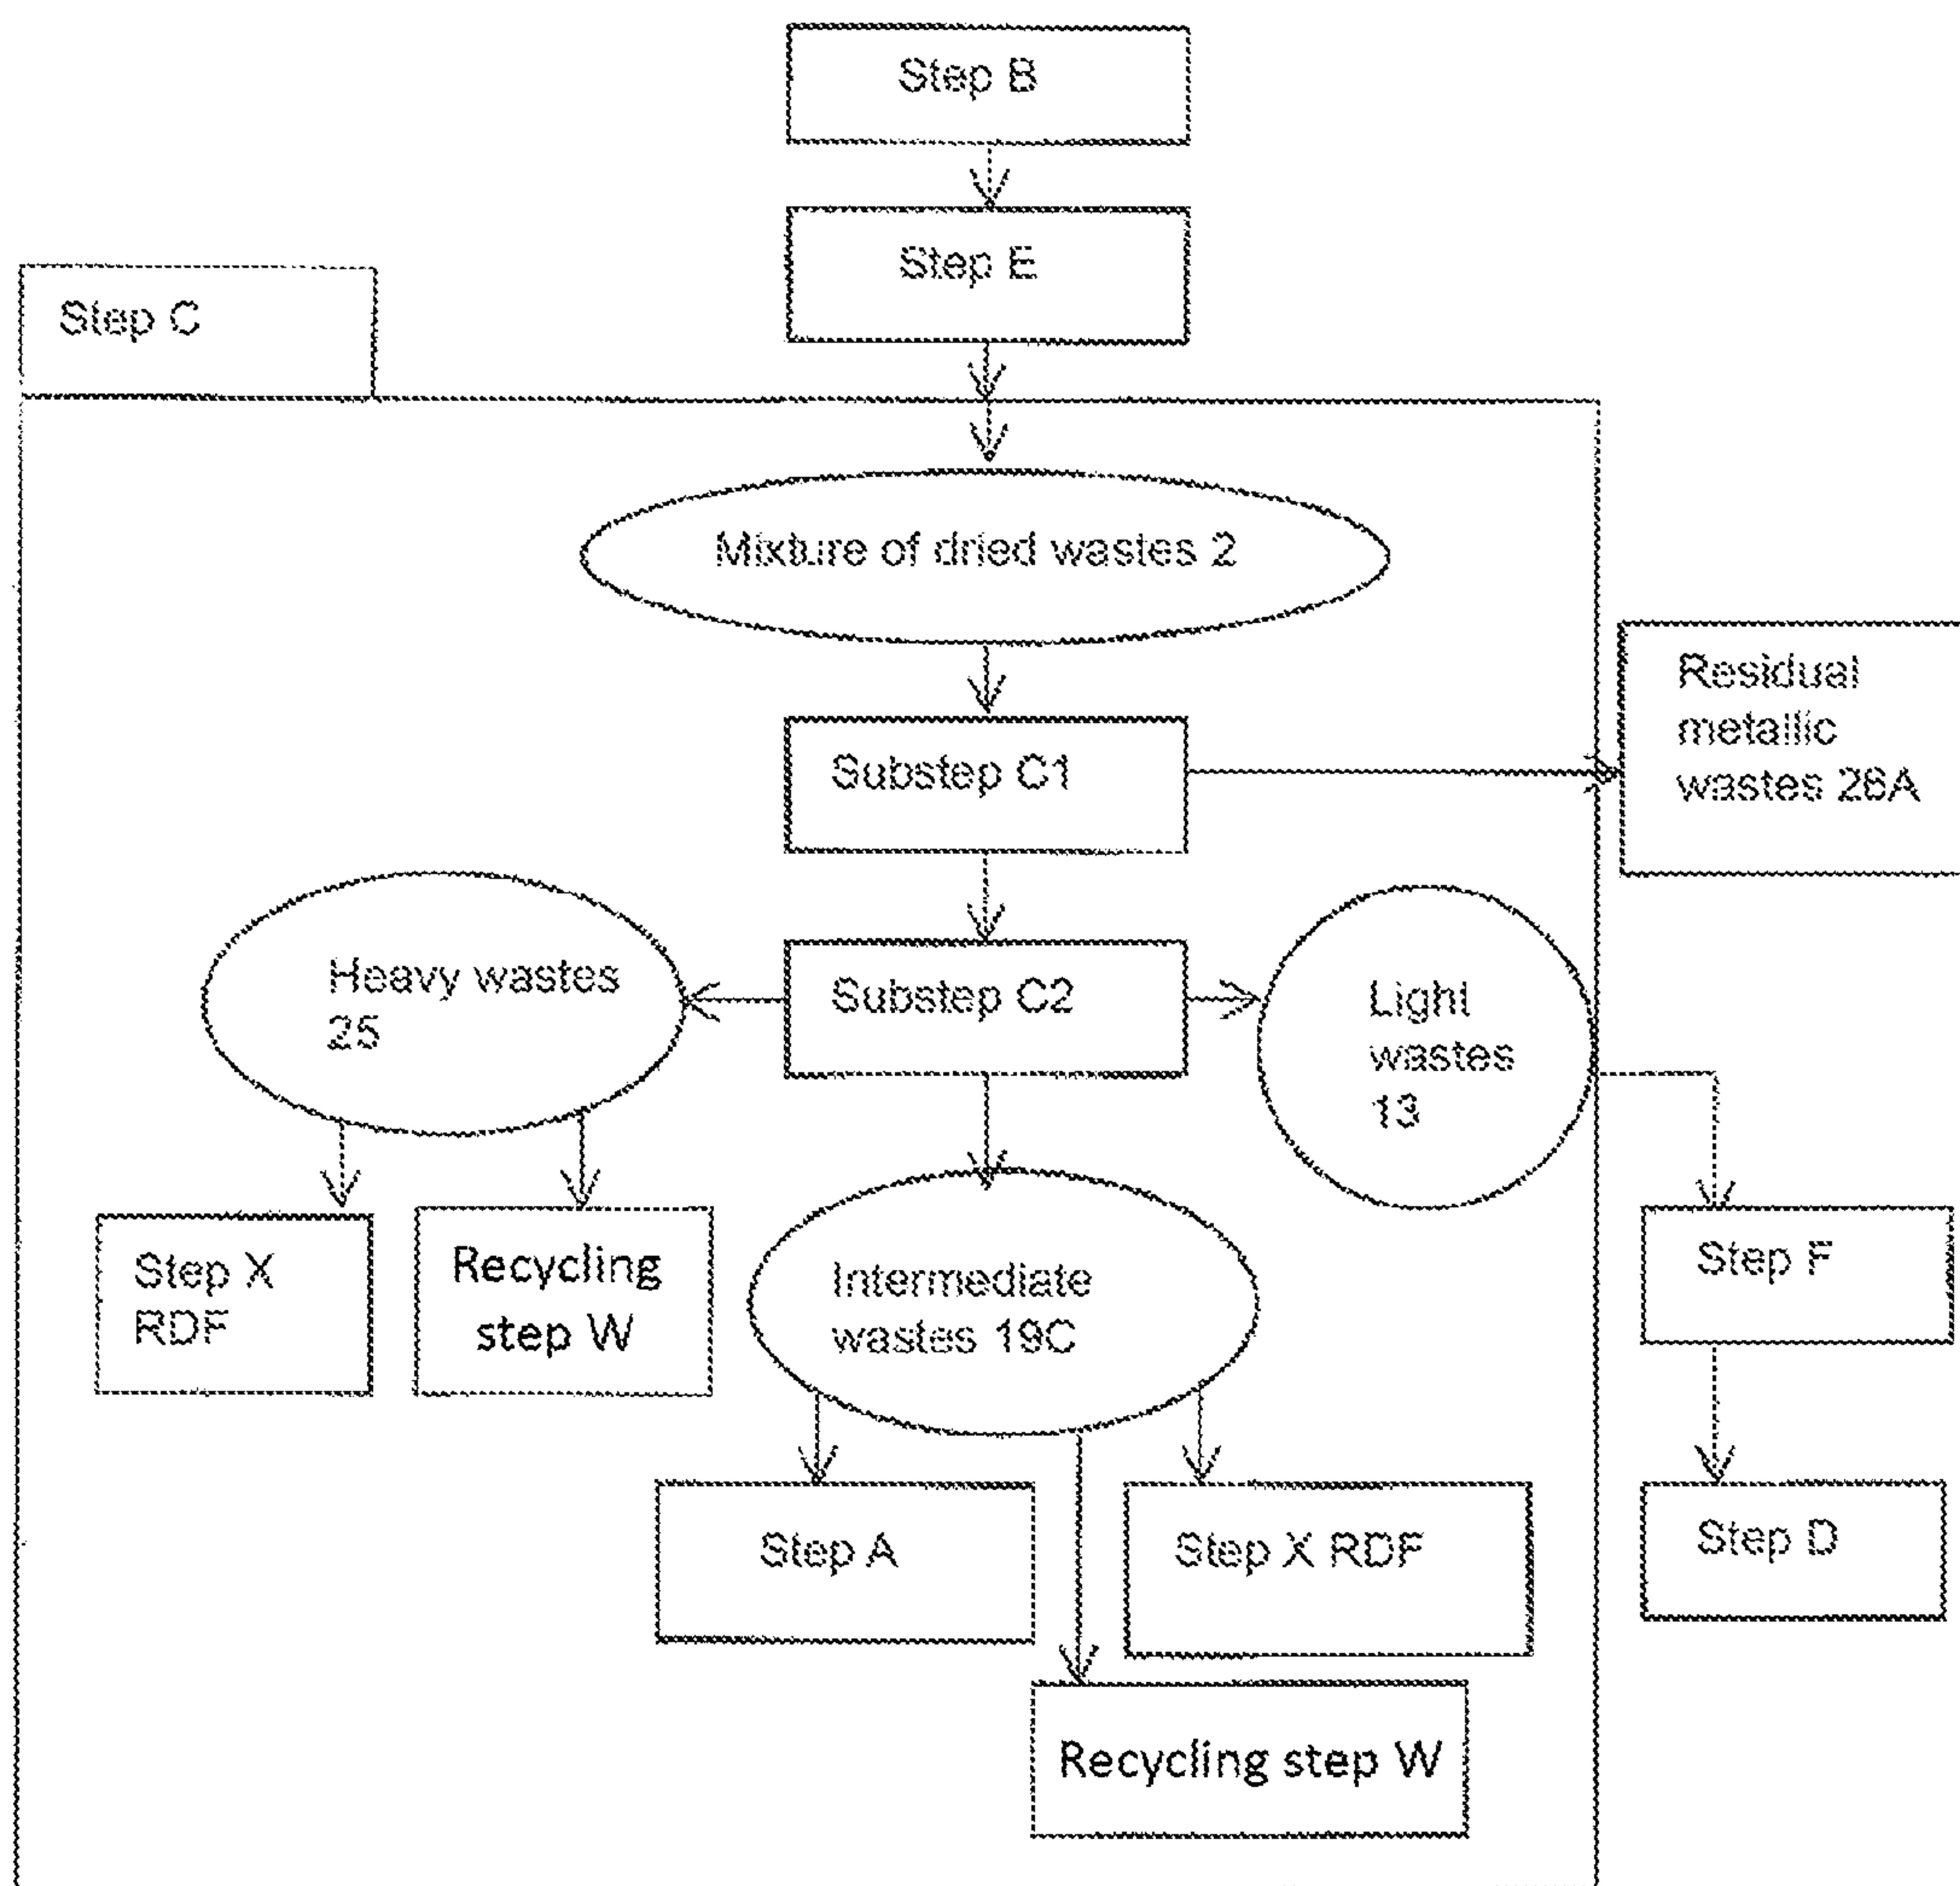 Step B
Step E
Step C
Mixture of dried wastes 2
Residual
metallic
wastes 26A
Substep C1
Heavy wastes
25
Substep C2
Light
wastes
13
Step X
RDF
Recycling
step W
Intermediate
wastes 19C
Step F
Step A
Step X RDF
Step D
Recycling step W